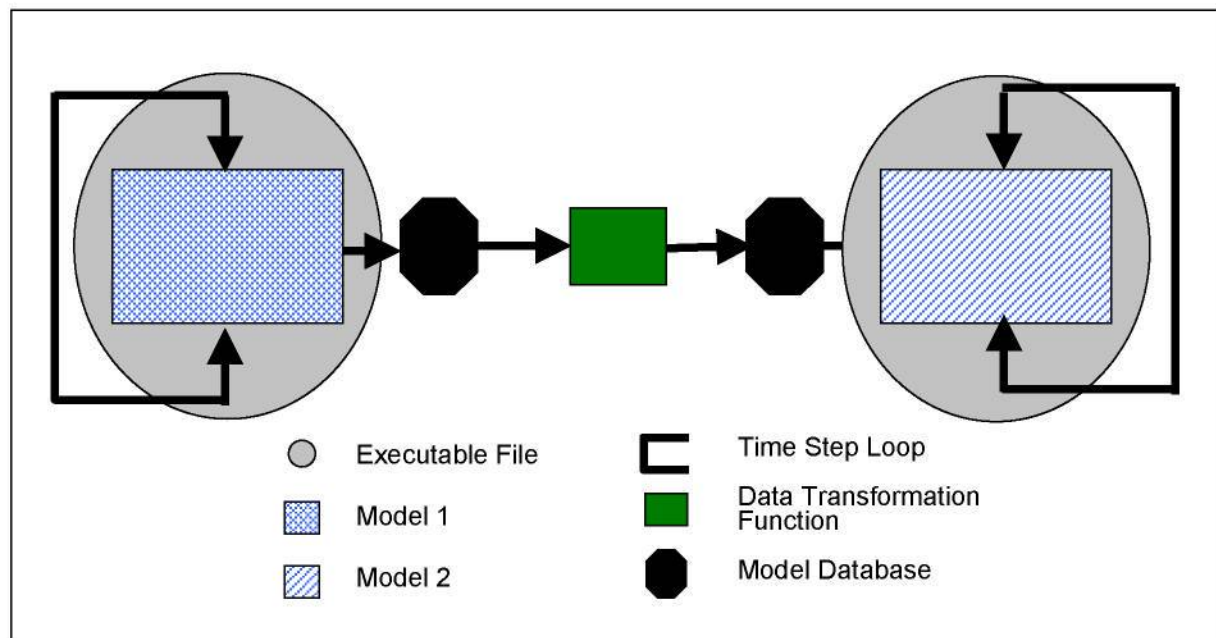 Executable File
Model 1
Model 2
Time Step Loop
Data Transformation
Function
Model Database